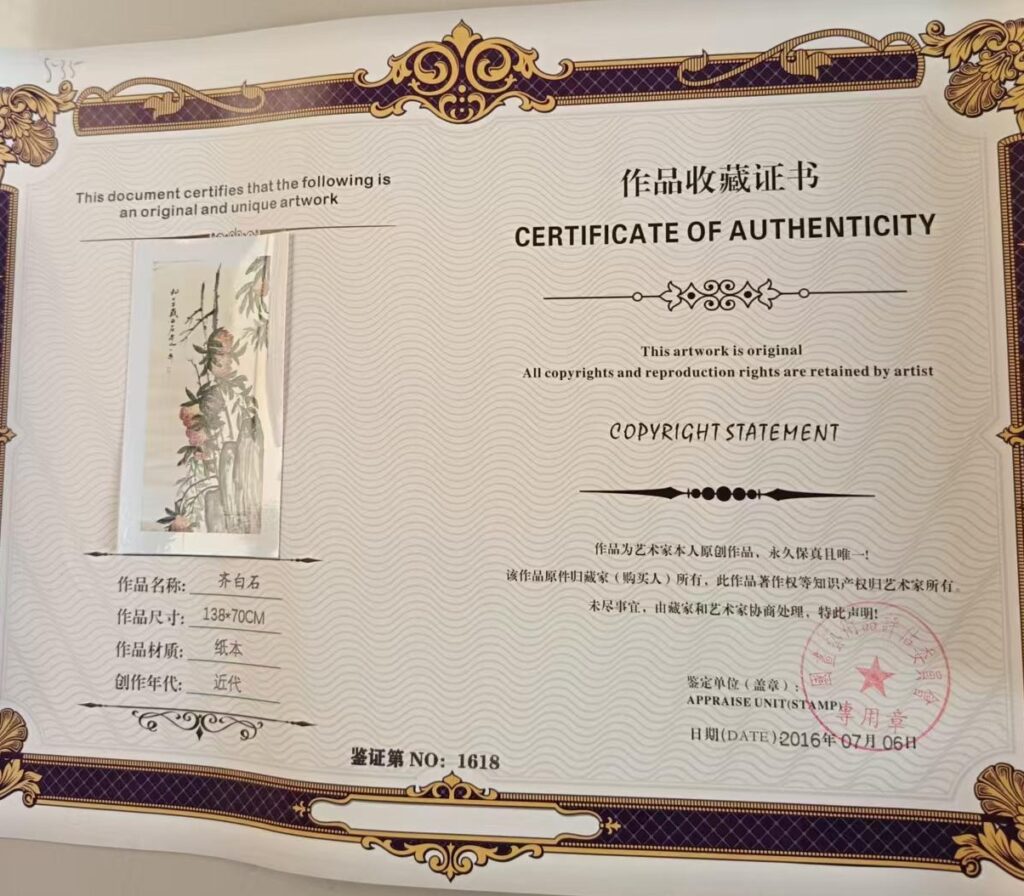 5-35
This document certifies that the following is
an original and unique artwork
作品名称: 齐白石
作品尺寸: 138*70CM
作品材质: 纸本
创作年代: 近代
鉴证第 NO: 1618
作品收藏证书
CERTIFICATE OF AUTHENTICITY
This artwork is original
All copyrights and reproduction rights are retained by artist
COPYRIGHT STATEMENT
作品为艺术家本人原创作品、永久保真且唯一!
该作品原件归藏家（购买人）所有，此作品著作权等知识产权归艺术家所有。
未尽事宜，由藏家和艺术家协商处理，特此声明!
鉴定单位（盖章）:
APPRAISE UNIT(STAMP)
專用章
日期(DATE):2016年07月06日